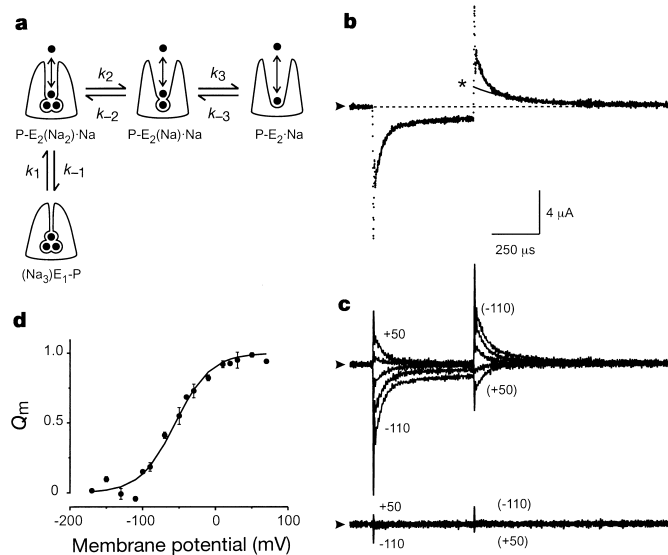 a
k2
k3
k–2
k–3
P-E2(Na2)·Na
P-E2(Na)·Na
P-E2·Na
k1
k–1
(Na3)E1-P
b
*
4 µA
250 µs
c
+50
(-110)
-110
(+50)
+50
(-110)
-110
(+50)
d
1.0
0.5
0
Qm
-200
-100
0
100
Membrane potential (mV)